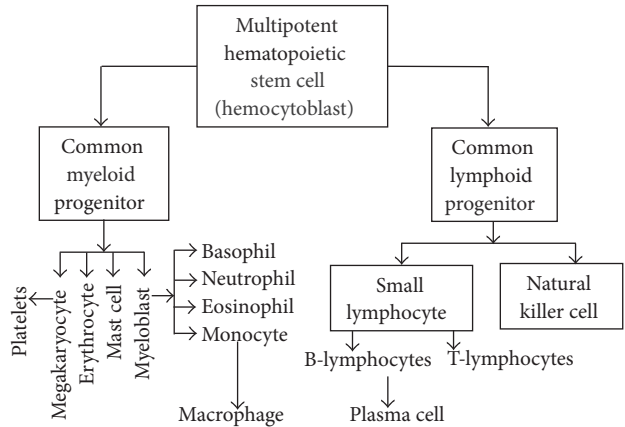 Multipotent
hematopoietic
stem cell
(hemocytoblast)
Common
myeloid
progenitor
Common
lymphoid
progenitor
Platelets
Megakaryocyte
Erythrocyte
Mast cell
Myeloblast
Basophil
Neutrophil
Eosinophil
Monocyte
Macrophage
Small
lymphocyte
Natural
killer cell
B-lymphocytes
T-lymphocytes
Plasma cell